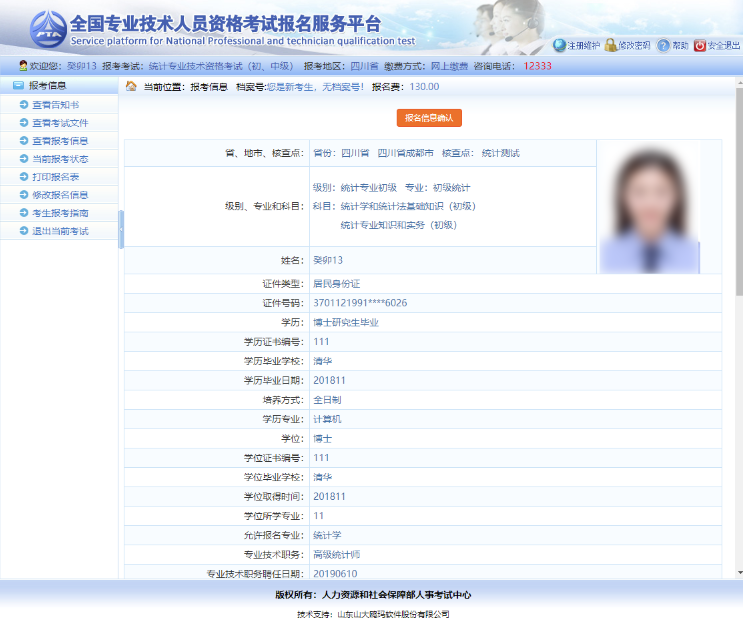 全国专业技术人员资格考试报名服务平台
Service platform for National Professional and technician qualification test
注册维护 修改密码 帮助 安全退出
欢迎您：癸卯13 报考考试：统计专业技术资格考试（初、中级） 报考地区：四川省 缴费方式：网上缴费 咨询电话：12333
报考信息
当前位置：报考信息 档案号:您是新考生，无档案号！ 报名费：130.00
查看告知书
查看考试文件
查看报考信息
当前报考状态
打印报名表
修改报名信息
考生报考指南
退出当前考试
报名信息确认
省、地市、核查点： 省份：四川省 四川省成都市 核查点：统计测试
级别、专业和科目： 级别：统计专业初级 专业：初级统计
科目：统计学和统计法基础知识（初级）
统计专业知识和实务（初级）
姓名： 癸卯13
证件类型： 居民身份证
证件号码： 3701121991****6026
学历： 博士研究生毕业
学历证书编号： 111
学历毕业学校： 清华
学历毕业日期： 201811
培养方式： 全日制
学历专业： 计算机
学位： 博士
学位证书编号： 111
学位毕业学校： 清华
学位取得时间： 201811
学位所学专业： 11
允许报名专业： 统计学
专业技术职务： 高级统计师
专业技术职务聘任日期： 20190610
版权所有：人力资源和社会保障部人事考试中心
技术支持：山东山大鸥玛软件股份有限公司